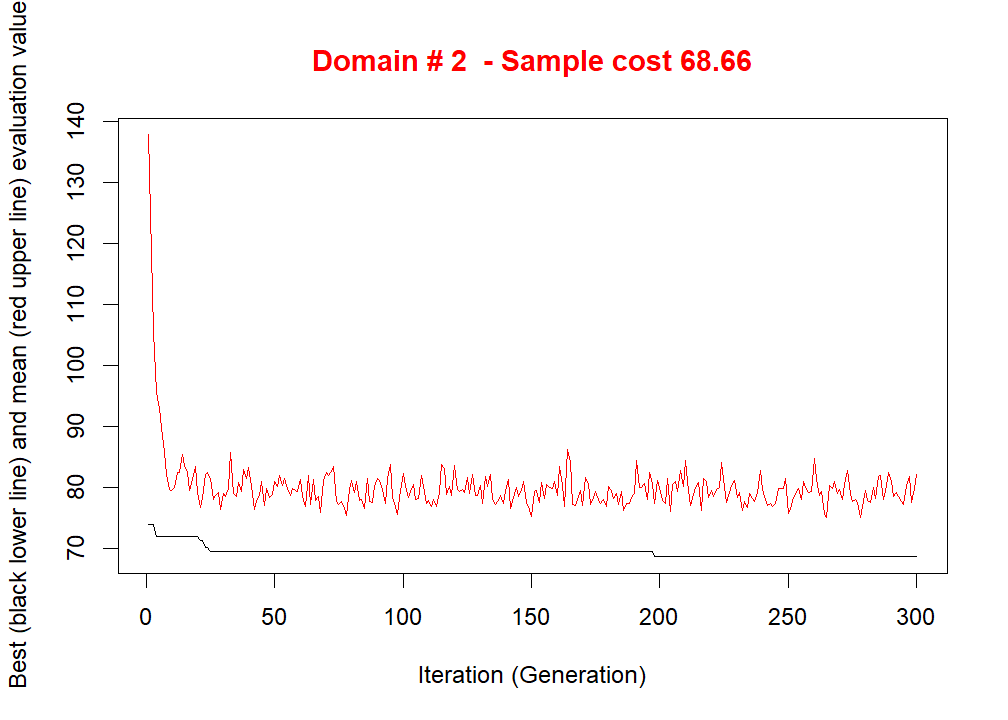 Domain # 2  - Sample cost 68.66
Best (black lower line) and mean (red upper line) evaluation value
140
130
120
110
100
90
80
70
0 50 100 150 200 250 300
Iteration (Generation)